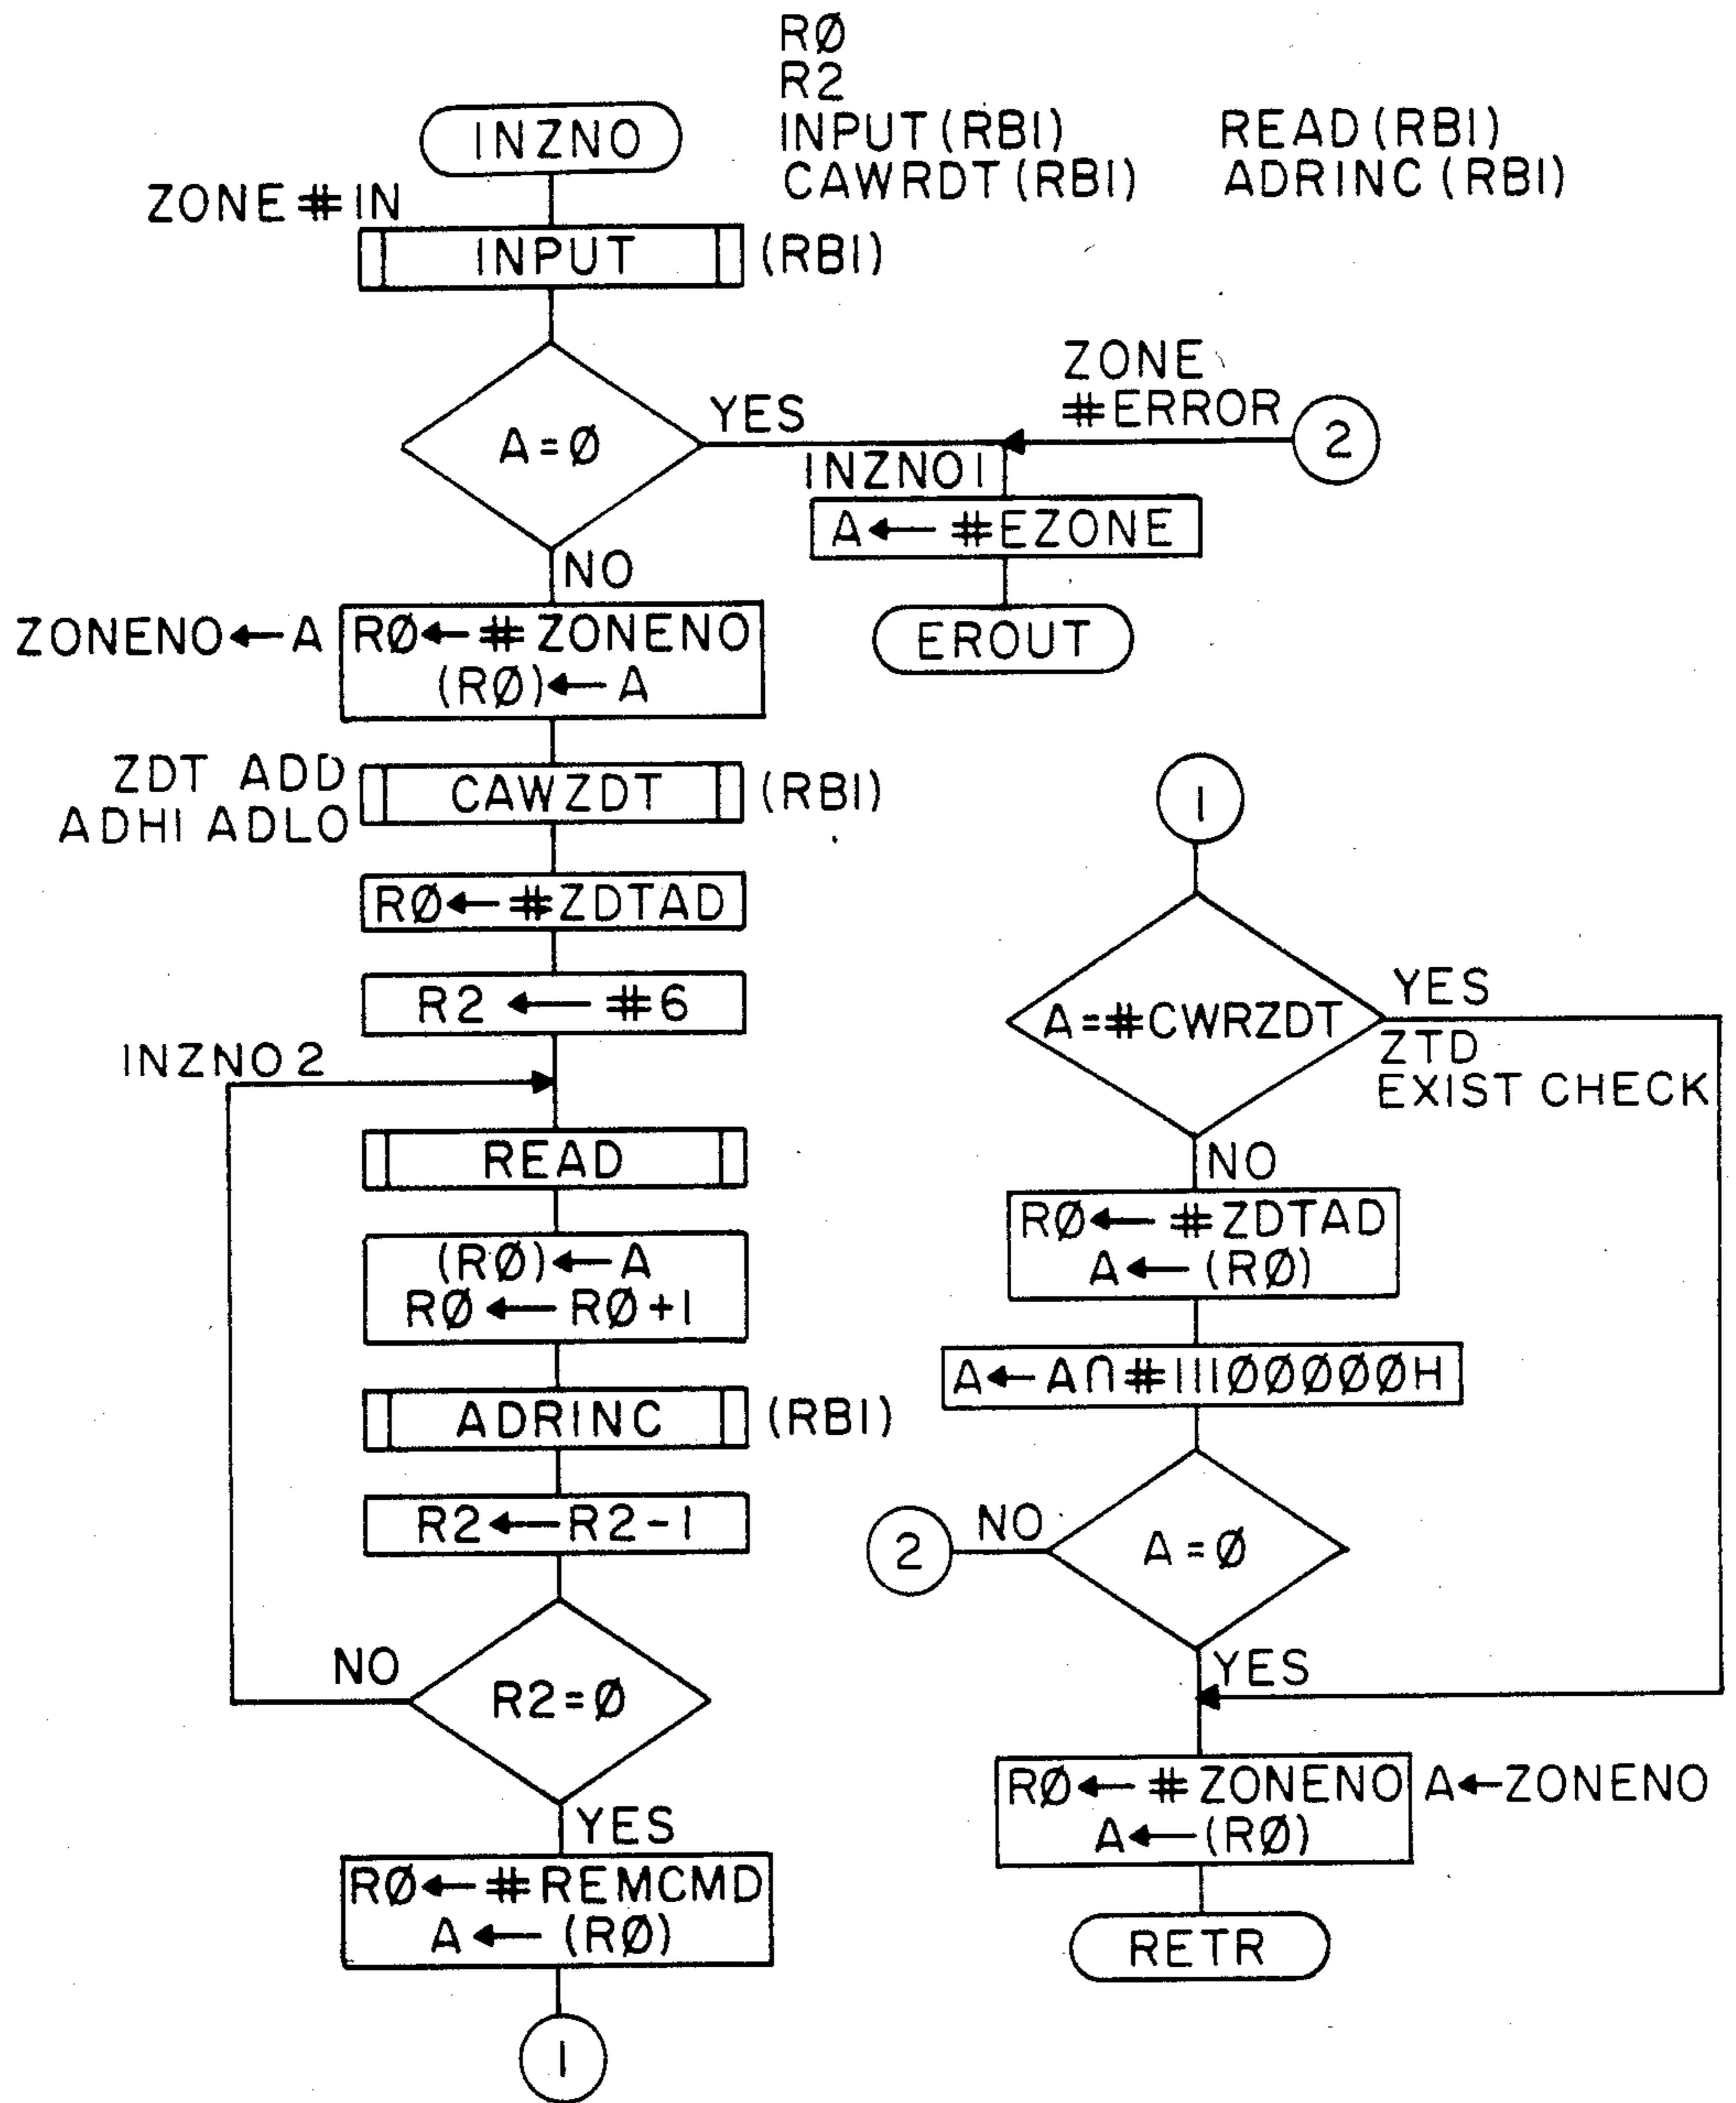 RØ
R2
INPUT (RBI) READ (RBI)
CAWRDT (RBI) ADRINC (RBI)
INZNO
ZONE #IN
INPUT (RBI)
A=Ø
YES
ZONE
#ERROR
2
INZNO1
A← #EZONE
EROUT
NO
ZONENO←A
RØ←#ZONENO
(RØ)←A
ZDT ADD
ADHI ADLO
CAWZDT (RBI)
RØ←#ZDTAD
R2 ← #6
INZNO2
READ
(RØ)←A
RØ←RØ+1
ADRINC (RBI)
R2←R2-1
NO
R2=Ø
YES
RØ←#REMCMD
A← (RØ)
1
1
A=#CWRZDT
YES
ZTD
EXIST CHECK
NO
RØ←#ZDTAD
A←(RØ)
A←A∩#111ØØØØØH
2
NO
A=Ø
YES
RØ←#ZONENO
A←(RØ)
A←ZONENO
RETR